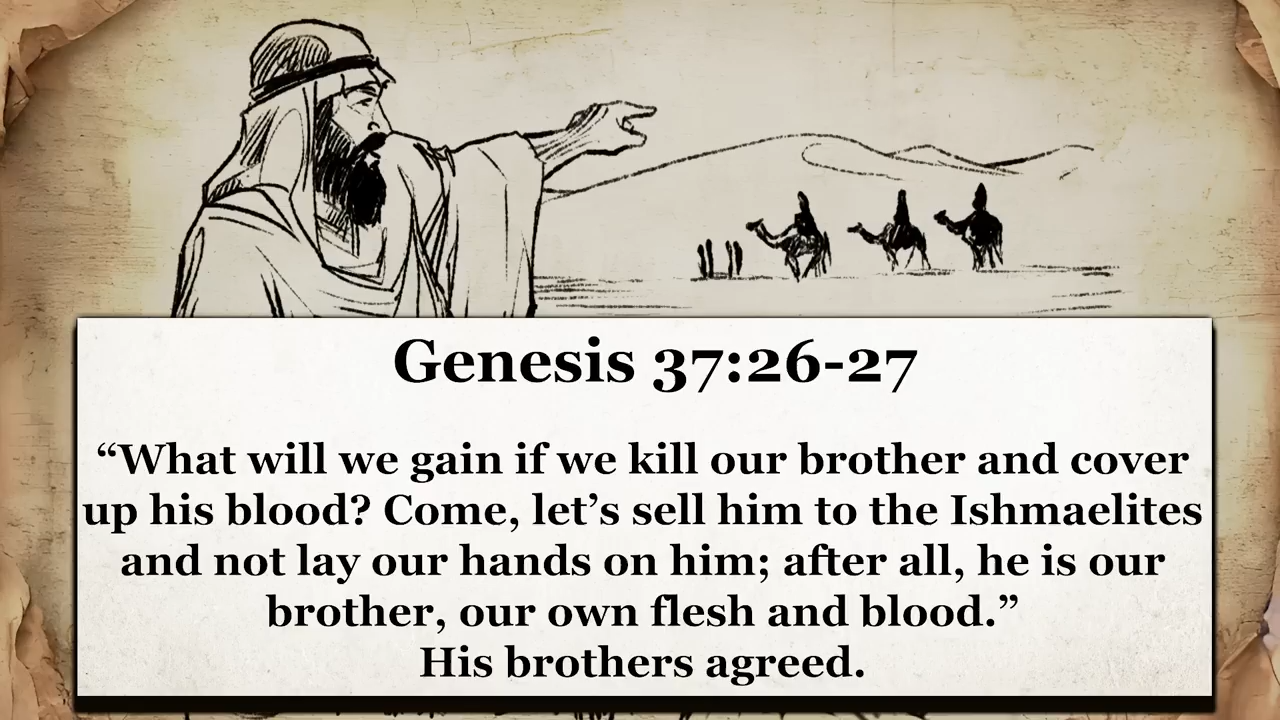 Genesis 37:26-27
“What will we gain if we kill our brother and cover
up his blood? Come, let’s sell him to the Ishmaelites
and not lay our hands on him; after all, he is our
brother, our own flesh and blood.”
His brothers agreed.